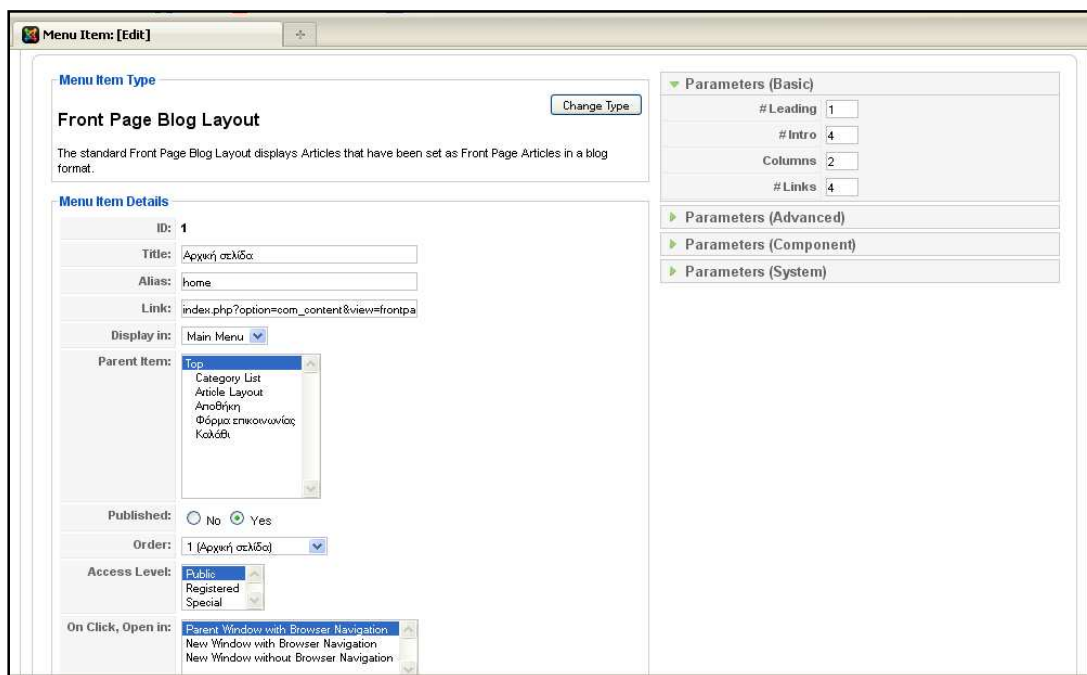 Menu Item: [Edit]
Menu Item Type
Change Type
Front Page Blog Layout
The standard Front Page Blog Layout displays Articles that have been set as Front Page Articles in a blog
format.
Menu Item Details
ID: 1
Title: Αρχική σελίδα
Alias: home
Link: index.php?option=com_content&view=frontpa
Display in: Main Menu
Parent Item: Top
Category List
Article Layout
Αποθήκη
Φόρμα επικοινωνίας
Καλάθι
Published: No Yes
Order: 1 (Αρχική σελίδα)
Access Level: Public
Registered
Special
On Click, Open in: Parent Window with Browser Navigation
New Window with Browser Navigation
New Window without Browser Navigation
Parameters (Basic)
# Leading 1
# Intro 4
Columns 2
# Links 4
Parameters (Advanced)
Parameters (Component)
Parameters (System)